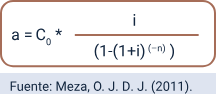 a = C₀ * i
(1-(1+i)⁽⁻ⁿ⁾ )
Fuente: Meza, O. J. D. J. (2011).